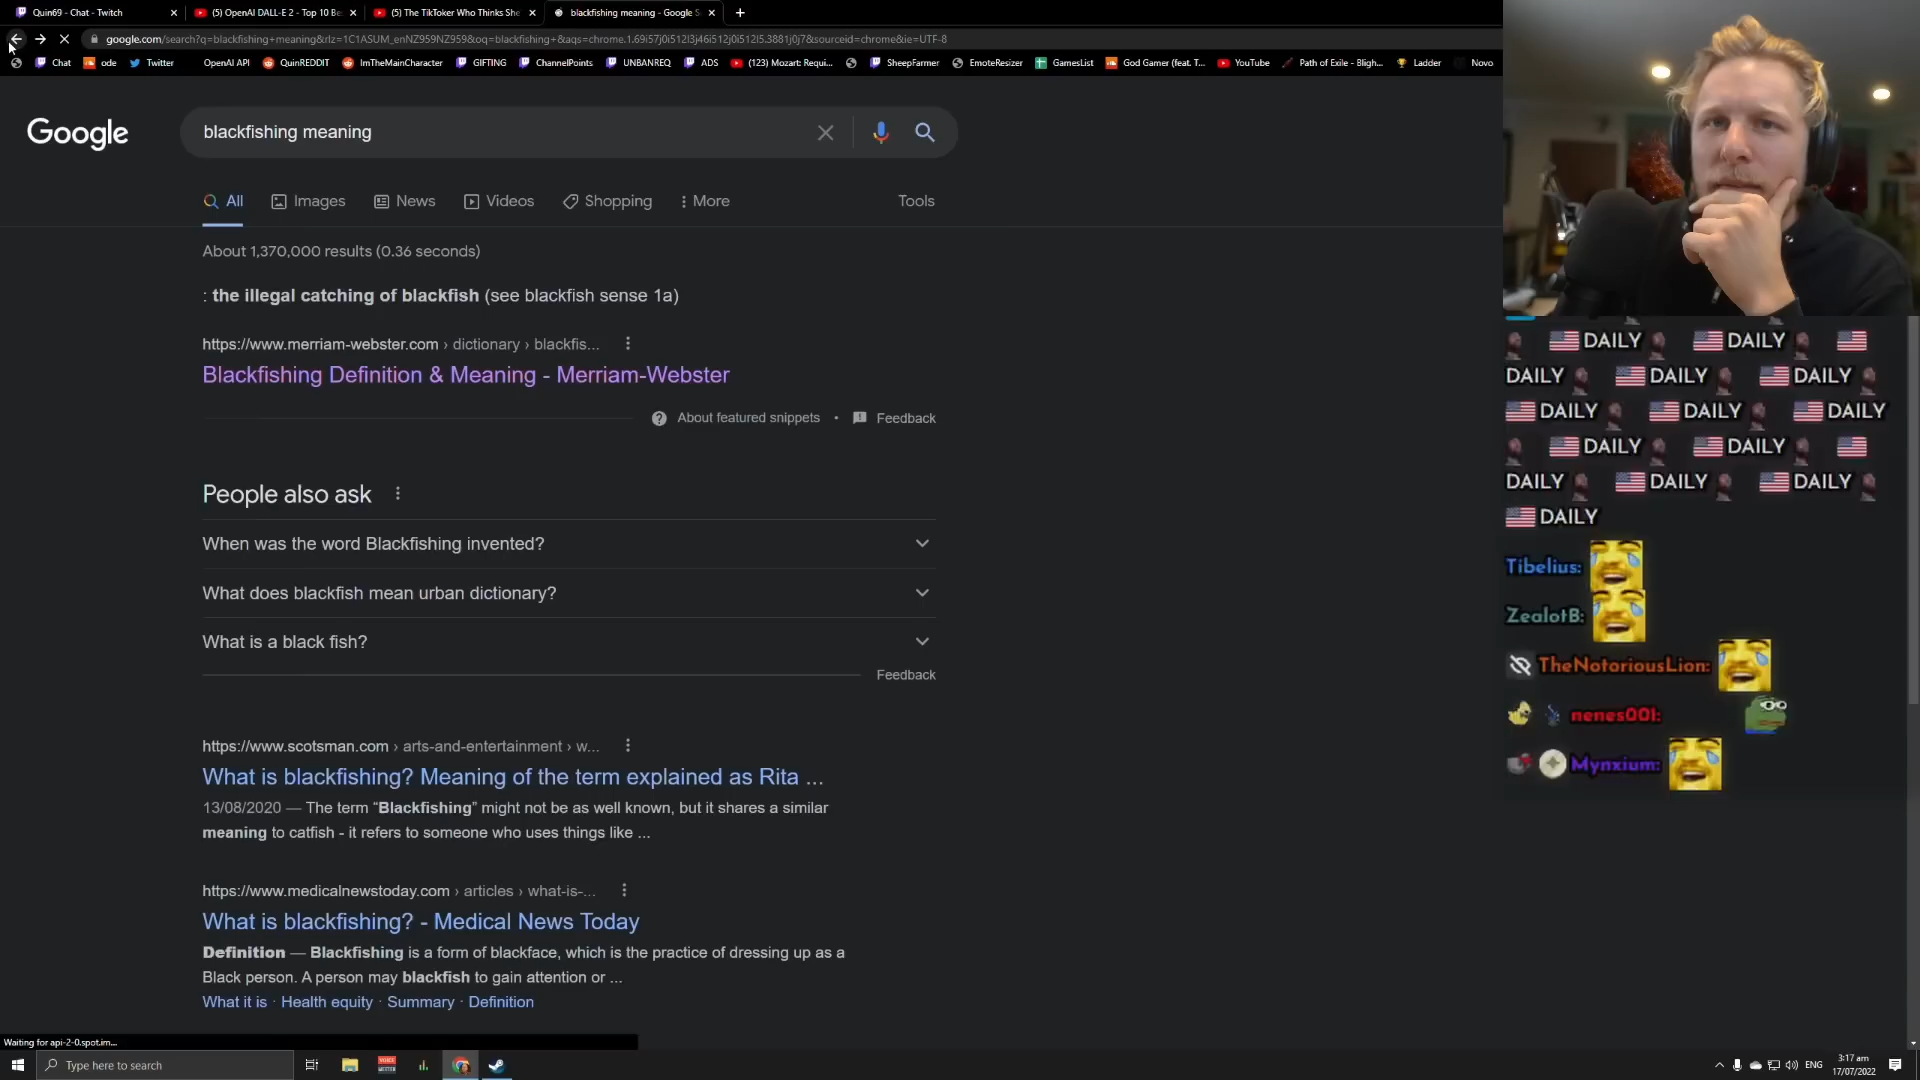 Quin69 - Chat - Twitch
(5) OpenAI DALL-E 2 - Top 10 Be
(5) The TikToker Who Thinks She
blackfishing meaning - Google S
google.com/search?q=blackfishing+meaning&rlz=1C1ASUM_enNZ959NZ959&oq=blackfishing+&aqs=chrome.1.69i57j0i512l3j46i512j0i512l5.3881j0j7&sourceid=chrome&ie=UTF-8
Chat ode Twitter OpenAI API QuinREDDIT ImTheMainCharacter GIFTING ChannelPoints UNBANREQ ADS (123) Mozart: Requi... SheepFarmer EmoteResizer GamesList God Gamer (feat. T... YouTube Path of Exile - Bligh... Ladder Novo
Google
blackfishing meaning
All Images News Videos Shopping More Tools
About 1,370,000 results (0.36 seconds)
: the illegal catching of blackfish (see blackfish sense 1a)
https://www.merriam-webster.com › dictionary › blackfis...
Blackfishing Definition & Meaning - Merriam-Webster
About featured snippets • Feedback
People also ask
When was the word Blackfishing invented?
What does blackfish mean urban dictionary?
What is a black fish?
Feedback
https://www.scotsman.com › arts-and-entertainment › w...
What is blackfishing? Meaning of the term explained as Rita ...
13/08/2020 — The term “Blackfishing” might not be as well known, but it shares a similar
meaning to catfish - it refers to someone who uses things like ...
https://www.medicalnewstoday.com › articles › what-is-...
What is blackfishing? - Medical News Today
Definition — Blackfishing is a form of blackface, which is the practice of dressing up as a
Black person. A person may blackfish to gain attention or ...
What it is · Health equity · Summary · Definition
Waiting for api-2-0.spot.im...
Type here to search
ENG
3:17 am
17/07/2022
DAILY DAILY
DAILY DAILY DAILY
DAILY DAILY DAILY
DAILY DAILY
DAILY DAILY DAILY
DAILY
Tibelius:
ZealotB:
TheNotoriousLion:
nenes001:
Mynxium: